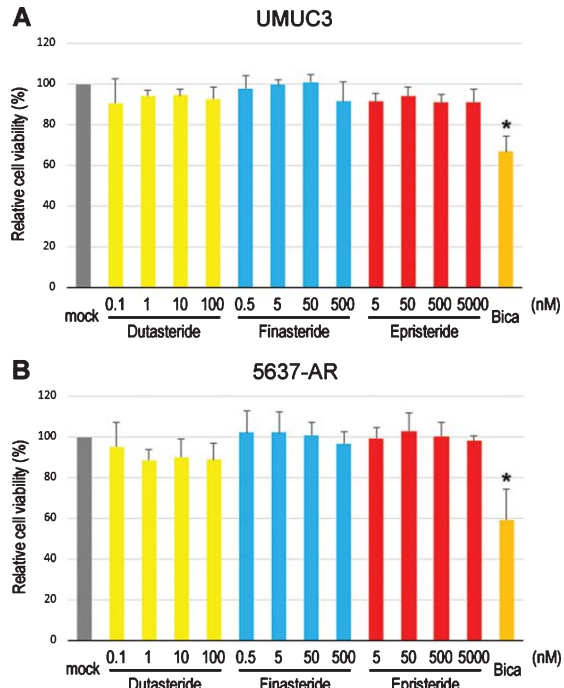 A
UMUC3
Relative cell viability (%)
120
100
80
60
40
20
0
*
mock
0.1 1 10 100 0.5 5 50 500 5 50 500 5000 (nM)
Dutasteride Finasteride Epristeride Bica
B
5637-AR
Relative cell viability (%)
120
100
80
60
40
20
0
*
mock
0.1 1 10 100 0.5 5 50 500 5 50 500 5000 (nM)
Dutasteride Finasteride Epristeride Bica